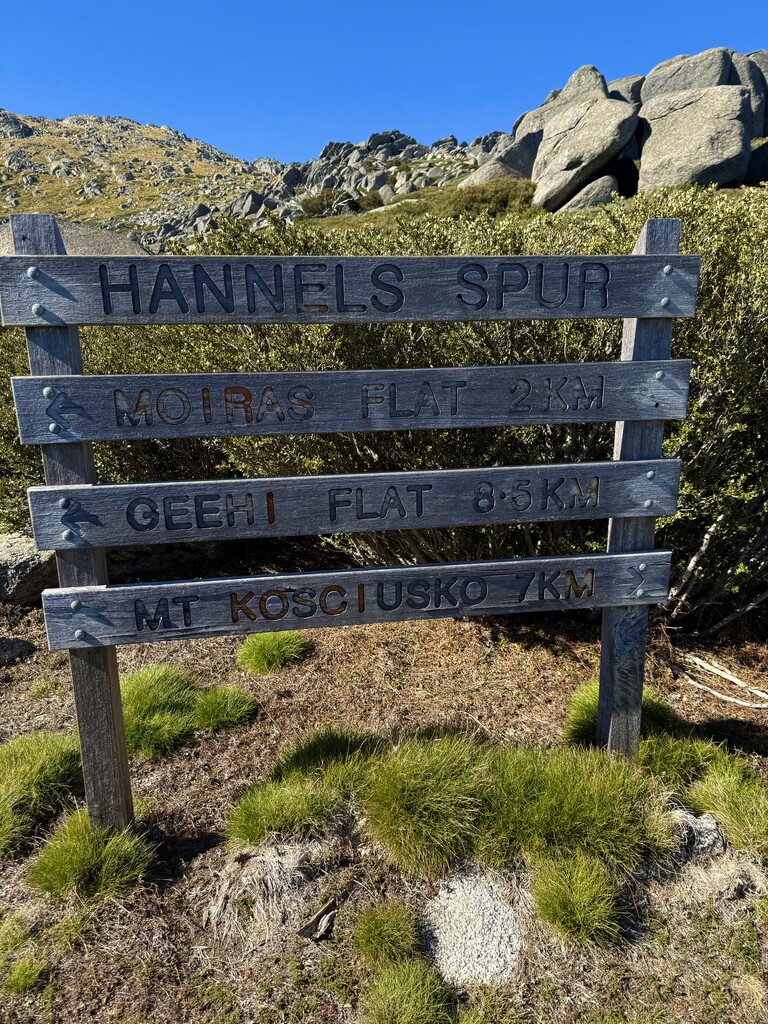 HANNELS SPUR
← MOIRAS FLAT 2KM
← GEEHI FLAT 8·5KM
MT KOSCIUSKO 7KM →